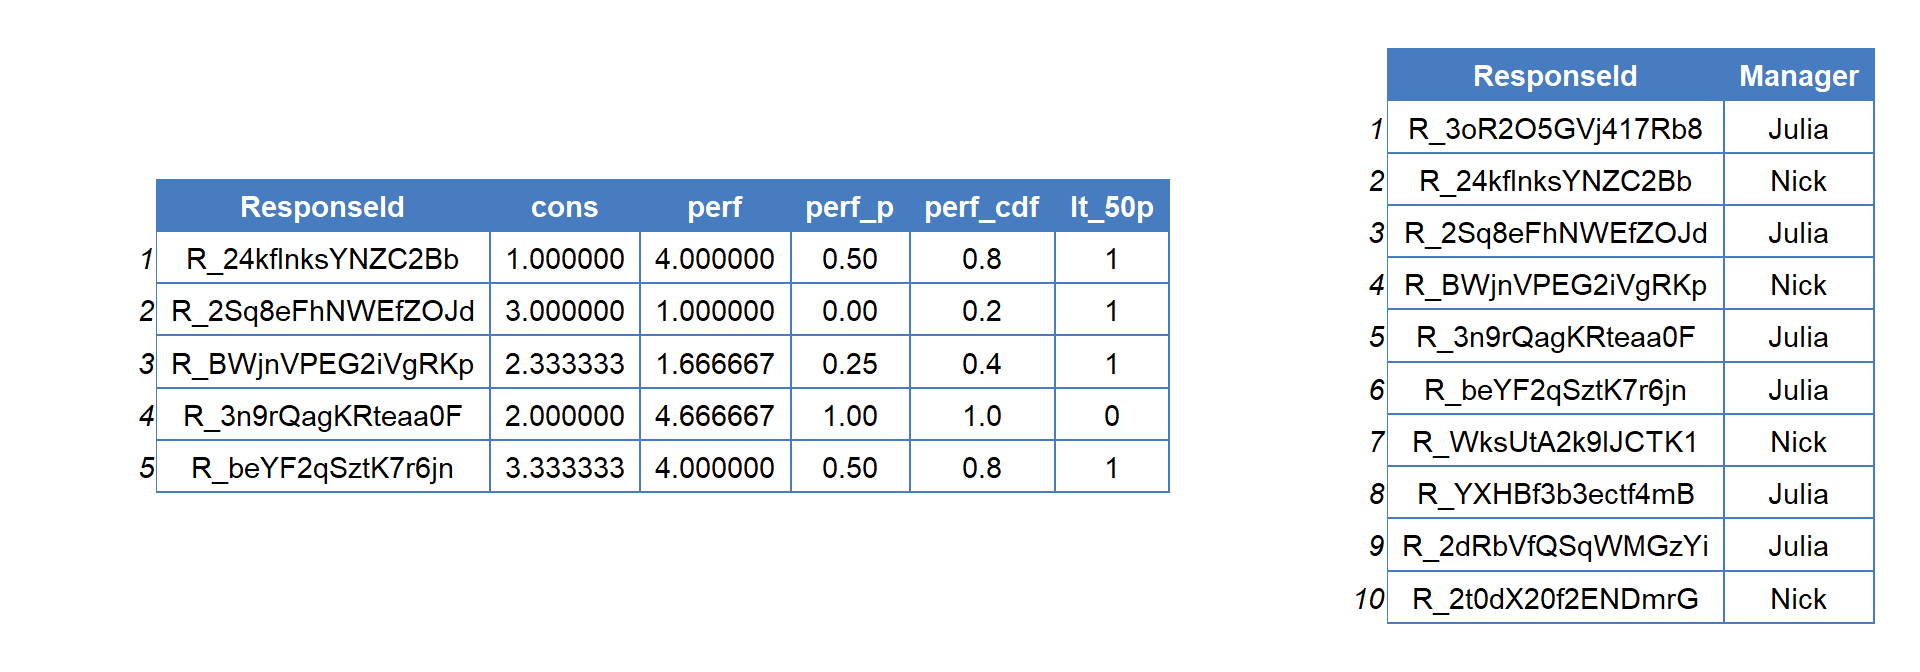 ResponseId cons perf perf_p perf_cdf lt_50p
1 R_24kflnksYNZC2Bb 1.000000 4.000000 0.50 0.8 1
2 R_2Sq8eFhNWEfZOJd 3.000000 1.000000 0.00 0.2 1
3 R_BWjnVPEG2iVgRKp 2.333333 1.666667 0.25 0.4 1
4 R_3n9rQagKRteaa0F 2.000000 4.666667 1.00 1.0 0
5 R_beYF2qSztK7r6jn 3.333333 4.000000 0.50 0.8 1
ResponseId Manager
1 R_3oR2O5GVj417Rb8 Julia
2 R_24kflnksYNZC2Bb Nick
3 R_2Sq8eFhNWEfZOJd Julia
4 R_BWjnVPEG2iVgRKp Nick
5 R_3n9rQagKRteaa0F Julia
6 R_beYF2qSztK7r6jn Julia
7 R_WksUtA2k9lJCTK1 Nick
8 R_YXHBf3b3ectf4mB Julia
9 R_2dRbVfQSqWMGzYi Julia
10 R_2t0dX20f2ENDmrG Nick